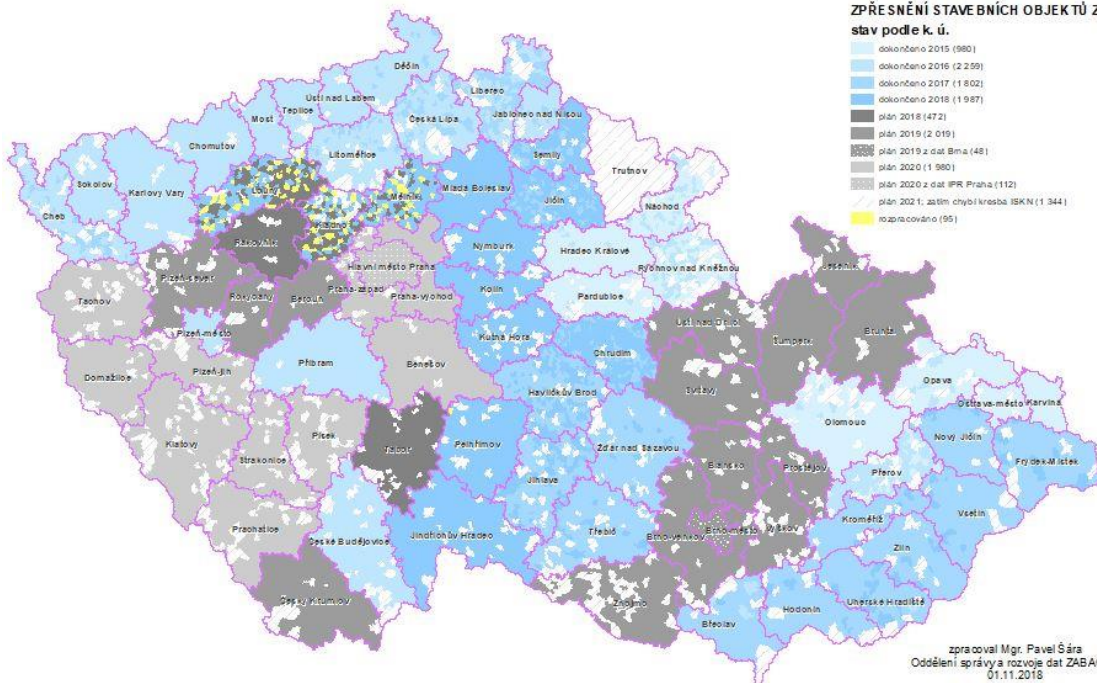 ZPŘESNĚNÍ STAVEBNÍCH OBJEKTŮ Z
stav podle k. ú.
dokončeno 2015 (980)
dokončeno 2016 (2 259)
dokončeno 2017 (1 802)
dokončeno 2018 (1 987)
plán 2018 (472)
plán 2019 (2 019)
plán 2019 z dat Brna (48)
plán 2020 (1 980)
plán 2020 z dat IPR Praha (112)
plán 2021; zatím chybí kresba ISKN (1 344)
rozpracováno (95)
Děčín
Liberec
Ústí nad Labem
Teplice
Jablonec nad Nisou
Most
Česká Lípa
Chomutov
Litoměřice
Semily
Trutnov
Sokolov
Karlovy Vary
Louny
Mělník
Mladá Boleslav
Jičín
Náchod
Cheb
Kladno
Rakovník
Nymburk
Hradec Králové
Hlavní město Praha
Rychnov nad Kněžnou
Jeseník
Plzeň-sever
Praha-západ
Tachov
Rokycany
Beroun
Praha-východ
Kolín
Pardubice
Bruntál
Ústí nad Orlicí
Plzeň-město
Kutná Hora
Chrudim
Šumperk
Příbram
Benešov
Domažlice
Plzeň-jih
Svitavy
Opava
Havlíčkův Brod
Ostrava-město
Karviná
Olomouc
Klatovy
Písek
Tábor
Pelhřimov
Žďár nad Sázavou
Nový Jičín
Strakonice
Blansko
Prostějov
Přerov
Frýdek-Místek
Jihlava
Prachatice
Kroměříž
Vsetín
České Budějovice
Jindřichův Hradec
Třebíč
Brno-venkov
Brno-město
Vyškov
Zlín
Český Krumlov
Znojmo
Uherské Hradiště
Hodonín
Břeclav
zpracoval Mgr. Pavel Šára
Oddělení správy a rozvoje dat ZABA
01.11.2018